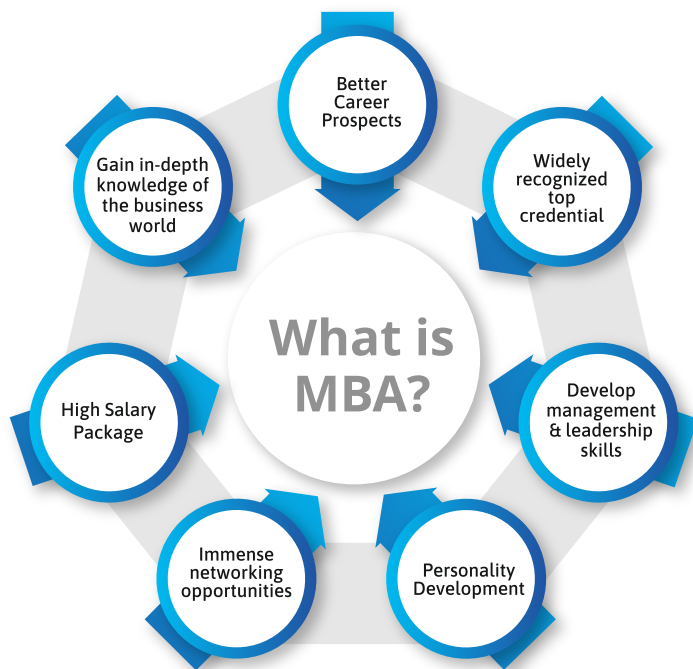 Better
Career
Prospects
Widely
recognized
top
credential
Develop
management
& leadership
skills
Personality
Development
Immense
networking
opportunities
High Salary
Package
Gain in-depth
knowledge of
the business
world
What is
MBA?